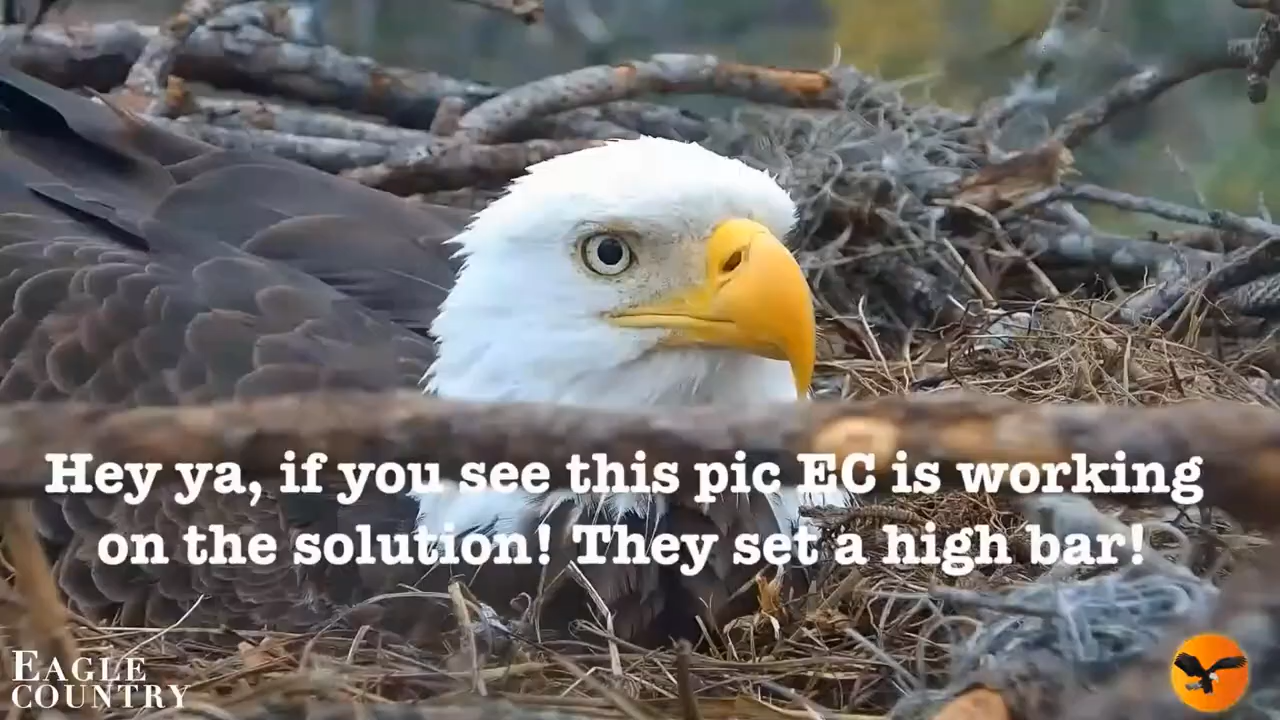 Hey ya, if you see this pic EC is working
on the solution! They set a high bar!
EAGLE
COUNTRY